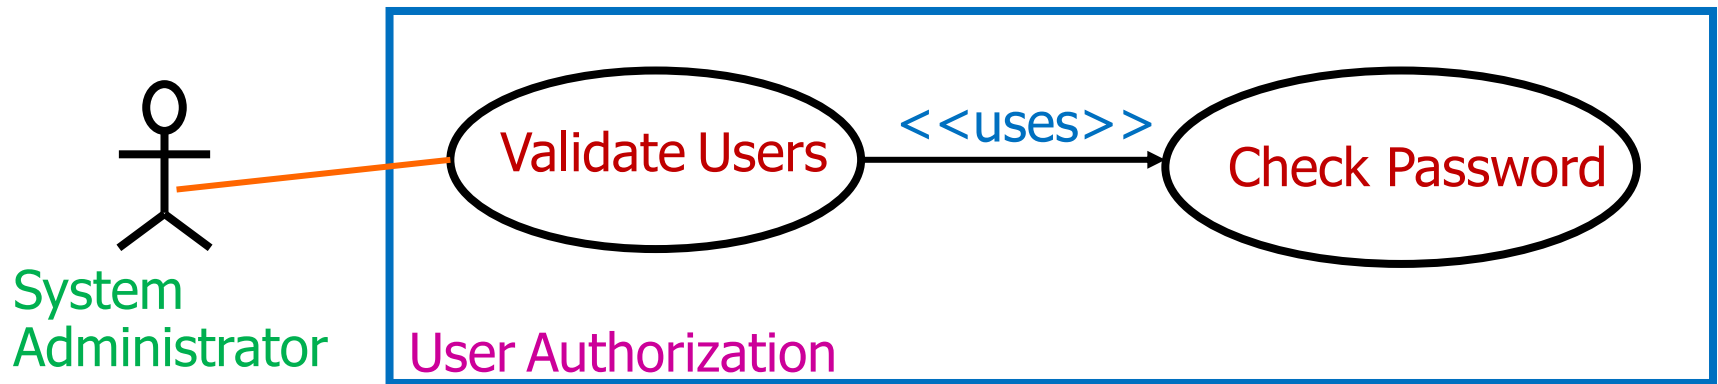 <<uses>>
Validate Users
Check Password
System
Administrator
User Authorization